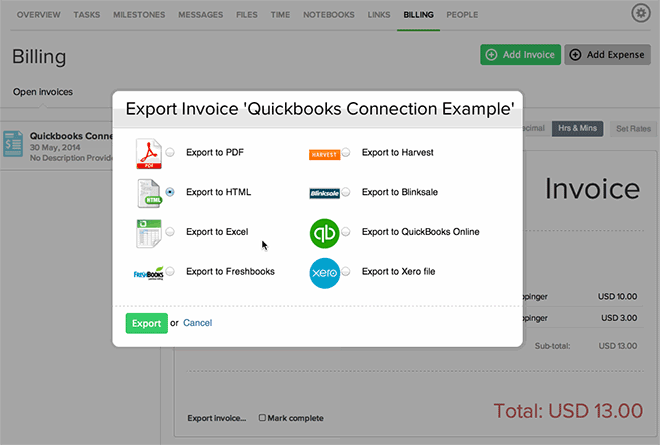 OVERVIEW TASKS MILESTONES MESSAGES FILES TIME NOTEBOOKS LINKS BILLING PEOPLE
Billing
Add Invoice
Add Expense
Open invoices
Export Invoice 'Quickbooks Connection Example'
Quickbooks Conne
30 May, 2014
No Description Provide
ecimal
Hrs & Mins
Set Rates
Invoice
PDF
Export to PDF
HARVEST
Export to Harvest
HTML
Export to HTML
Blinksale
Export to Blinksale
Export to Excel
qb
Export to QuickBooks Online
FRESHBOOKS
Export to Freshbooks
xero
Export to Xero file
Export or Cancel
oppinger USD 10.00
oppinger USD 3.00
Sub-total: USD 13.00
Total: USD 13.00
Export invoice... Mark complete